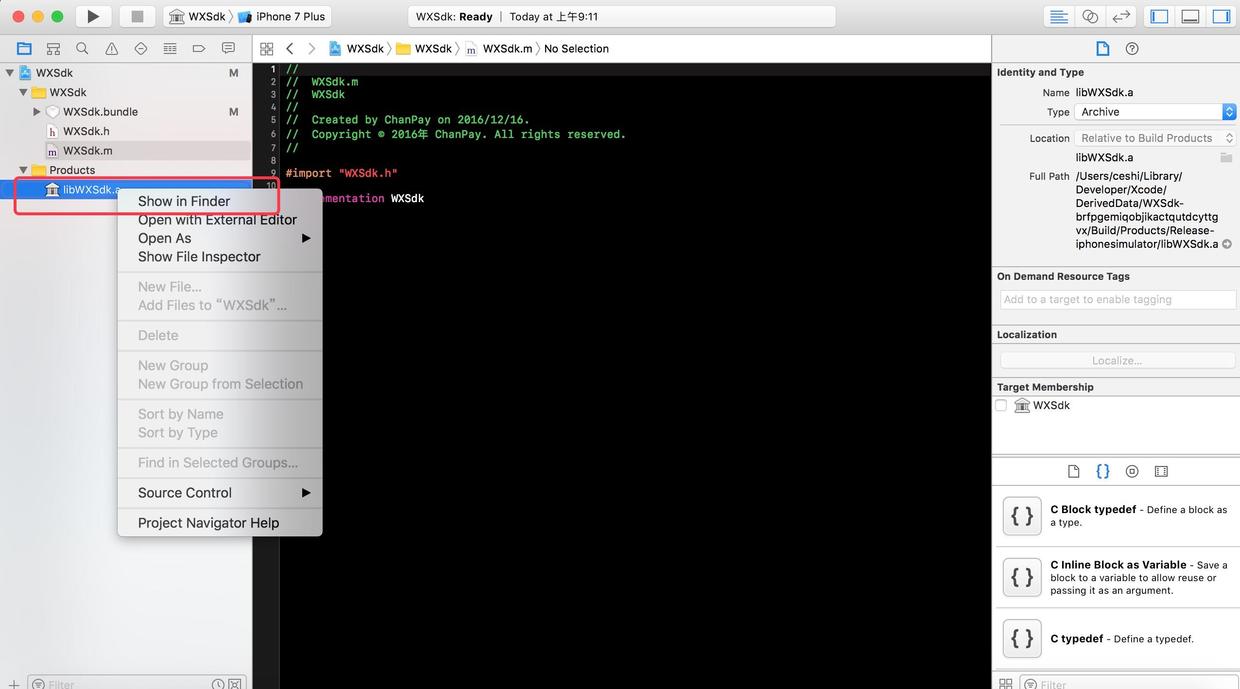 WXSdk
iPhone 7 Plus
WXSdk: Ready
Today at 上午9:11
WXSdk
WXSdk
m
WXSdk.m
No Selection
WXSdk
M
WXSdk
WXSdk.bundle
M
h
WXSdk.h
m
WXSdk.m
Products
libWXSdk.a
Show in Finder
Open with External Editor
Open As
Show File Inspector
New File...
Add Files to “WXSdk”...
Delete
New Group
New Group from Selection
Sort by Name
Sort by Type
Find in Selected Groups...
Source Control
Project Navigator Help
Filter
1 //
2 //  WXSdk.m
3 //  WXSdk
4 //
5 //  Created by ChanPay on 2016/12/16.
6 //  Copyright © 2016年 ChanPay. All rights reserved.
7 //
8
9 #import "WXSdk.h"
10
mentation WXSdk
Identity and Type
Name libWXSdk.a
Type Archive
Location Relative to Build Products
libWXSdk.a
Full Path /Users/ceshi/Library/
Developer/Xcode/
DerivedData/WXSdk-
brfpgemiqobjikactqutdcyttg
vx/Build/Products/Release-
iphonesimulator/libWXSdk.a
On Demand Resource Tags
Add to a target to enable tagging
Localization
Localize...
Target Membership
WXSdk
{}
{ } C Block typedef - Define a block as
a type.
{ } C Inline Block as Variable - Save a
block to a variable to allow reuse or
passing it as an argument.
{ } C typedef - Define a typedef.
Filter